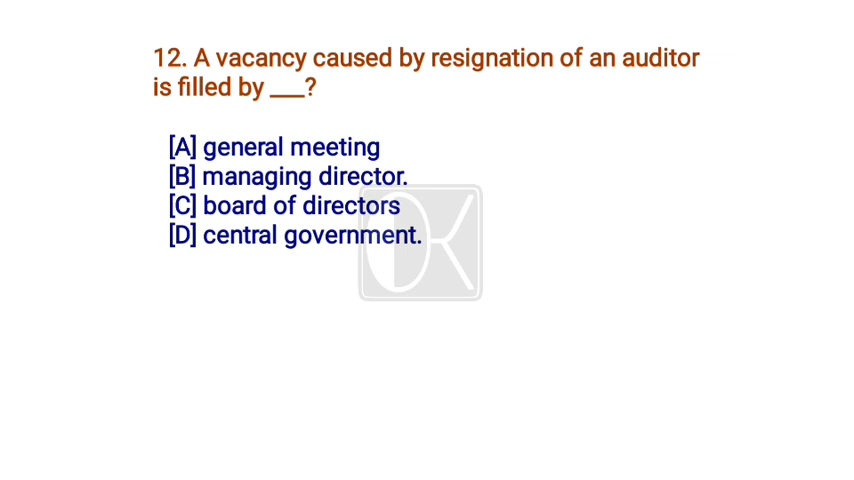 12. A vacancy caused by resignation of an auditor
is filled by ___?
[A] general meeting
[B] managing director.
[C] board of directors
[D] central government.